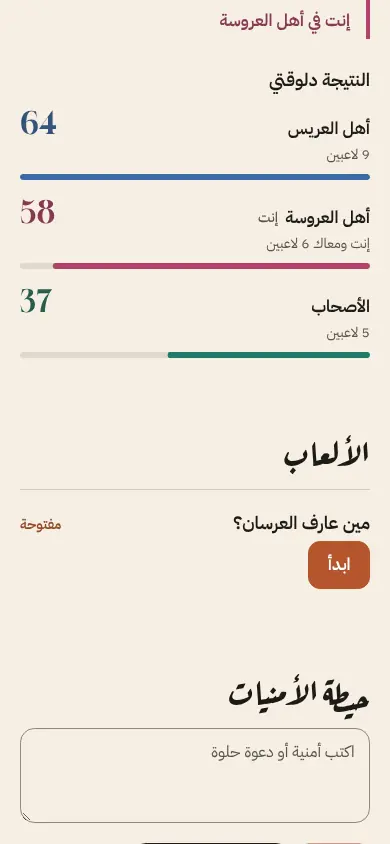 إنت في أهل العروسة
النتيجة دلوقتي
أهل العريس 64
9 لاعبين
أهل العروسة إنت 58
إنت ومعاك 6 لاعبين
الأصحاب 37
5 لاعبين
الألعاب
مين عارف العرسان؟ مفتوحة
ابدأ
حيطة الأمنيات
اكتب أمنية أو دعوة حلوة